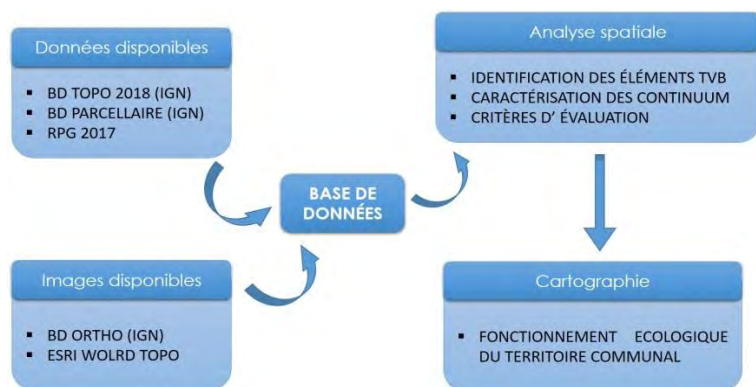 Données disponibles
▪ BD TOPO 2018 (IGN)
▪ BD PARCELLAIRE (IGN)
▪ RPG 2017
Images disponibles
▪ BD ORTHO (IGN)
▪ ESRI WOLRD TOPO
BASE DE
DONNÉES
Analyse spatiale
▪ IDENTIFICATION DES ÉLÉMENTS TVB
▪ CARACTÉRISATION DES CONTINUUM
▪ CRITÈRES D' ÉVALUATION
Cartographie
▪ FONCTIONNEMENT ECOLOGIQUE
DU TERRITOIRE COMMUNAL